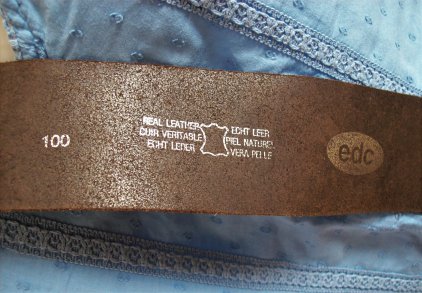 100
REAL LEATHER
CUIR VERITABLE
ECHT LEDER
ECHT LEER
PIEL NATUREL
VERA PELLE
edc